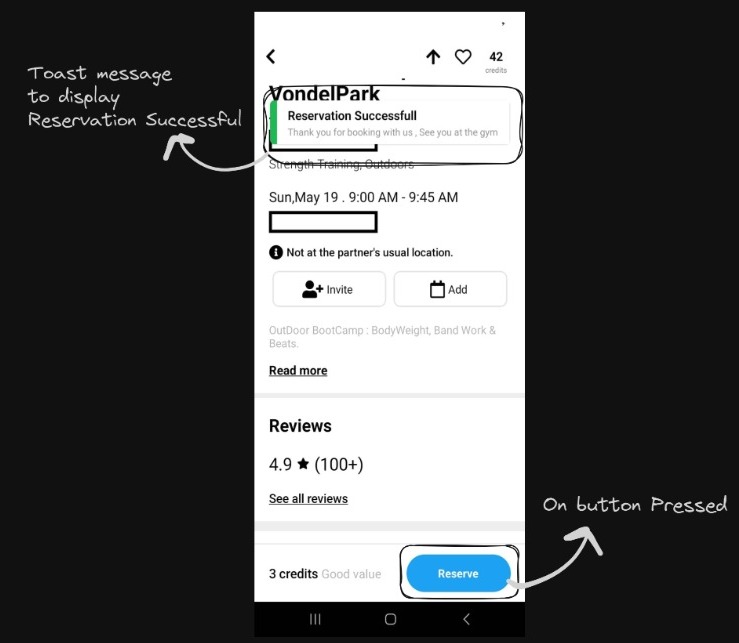 42
credits
Toast message
to display
Reservation Successful
VondelPark
Reservation Successfull
Thank you for booking with us , See you at the gym
Strength Training, Outdoors
Sun,May 19 . 9:00 AM - 9:45 AM
Not at the partner's usual location.
Invite
Add
OutDoor BootCamp : BodyWeight, Band Work &
Beats.
Read more
Reviews
4.9 ★ (100+)
See all reviews
On button Pressed
3 credits Good value
Reserve